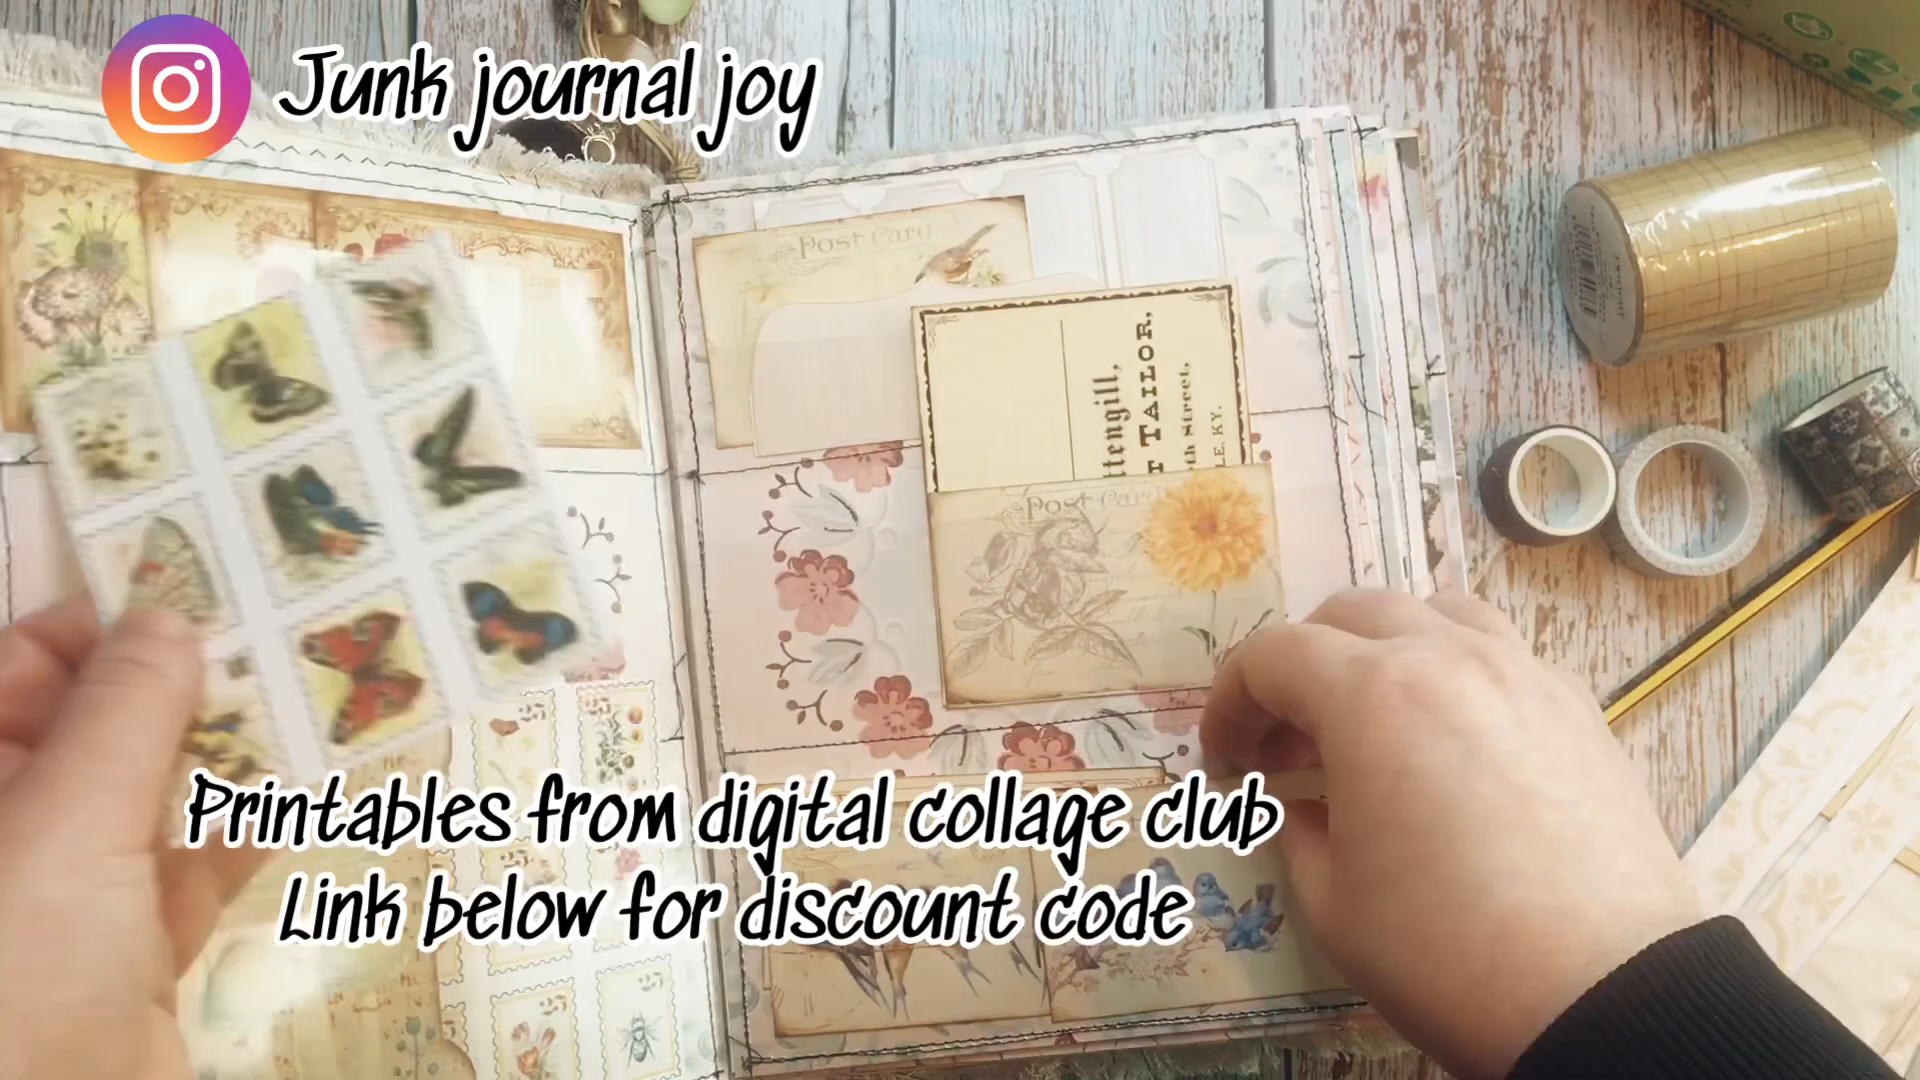 Junk journal joy
Post Card
ttengill,
T TAILOR,
th Street,
LE, KY.
Post Card
Printables from digital collage club
Link below for discount code